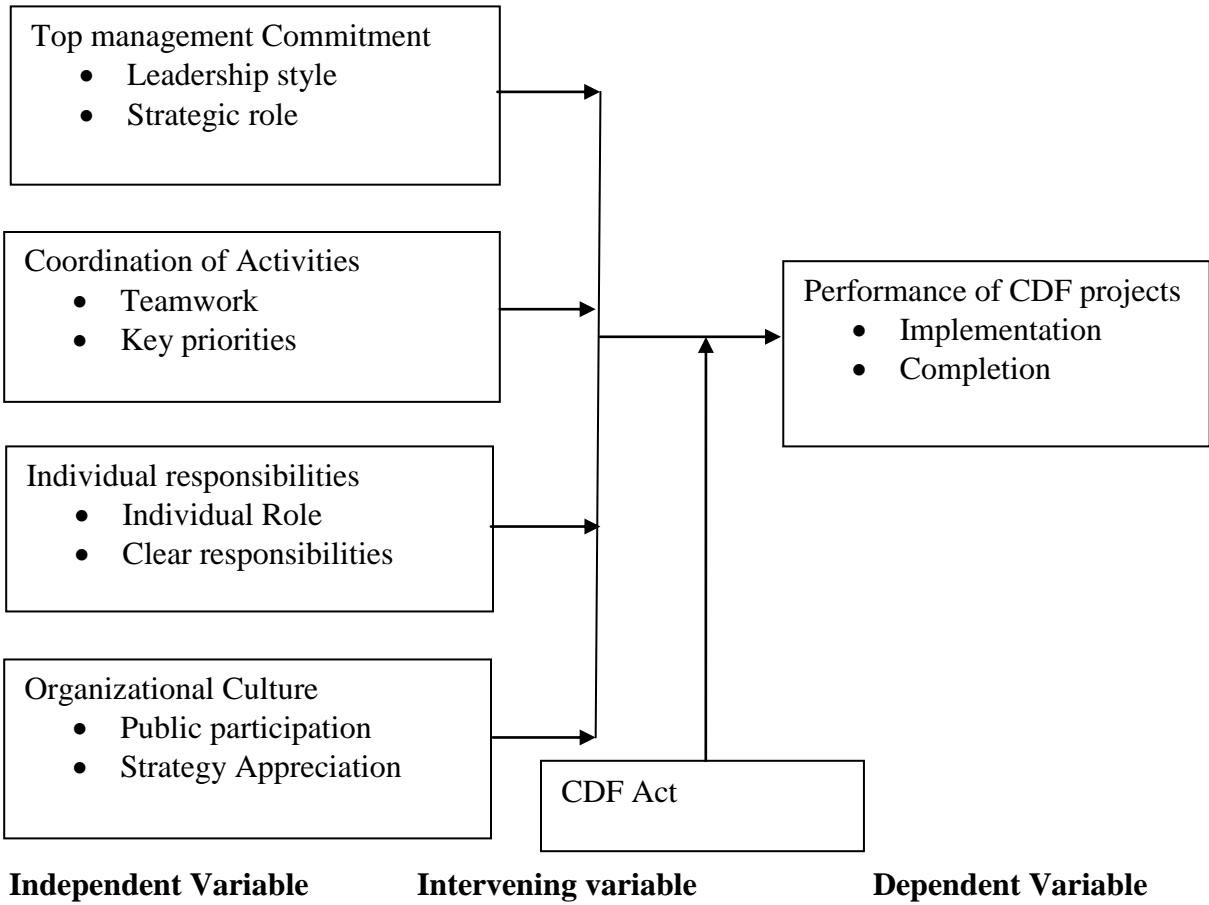 Top management Commitment
• Leadership style
• Strategic role
Coordination of Activities
• Teamwork
• Key priorities
Individual responsibilities
• Individual Role
• Clear responsibilities
Organizational Culture
• Public participation
• Strategy Appreciation
CDF Act
Performance of CDF projects
• Implementation
• Completion
Independent Variable
Intervening variable
Dependent Variable